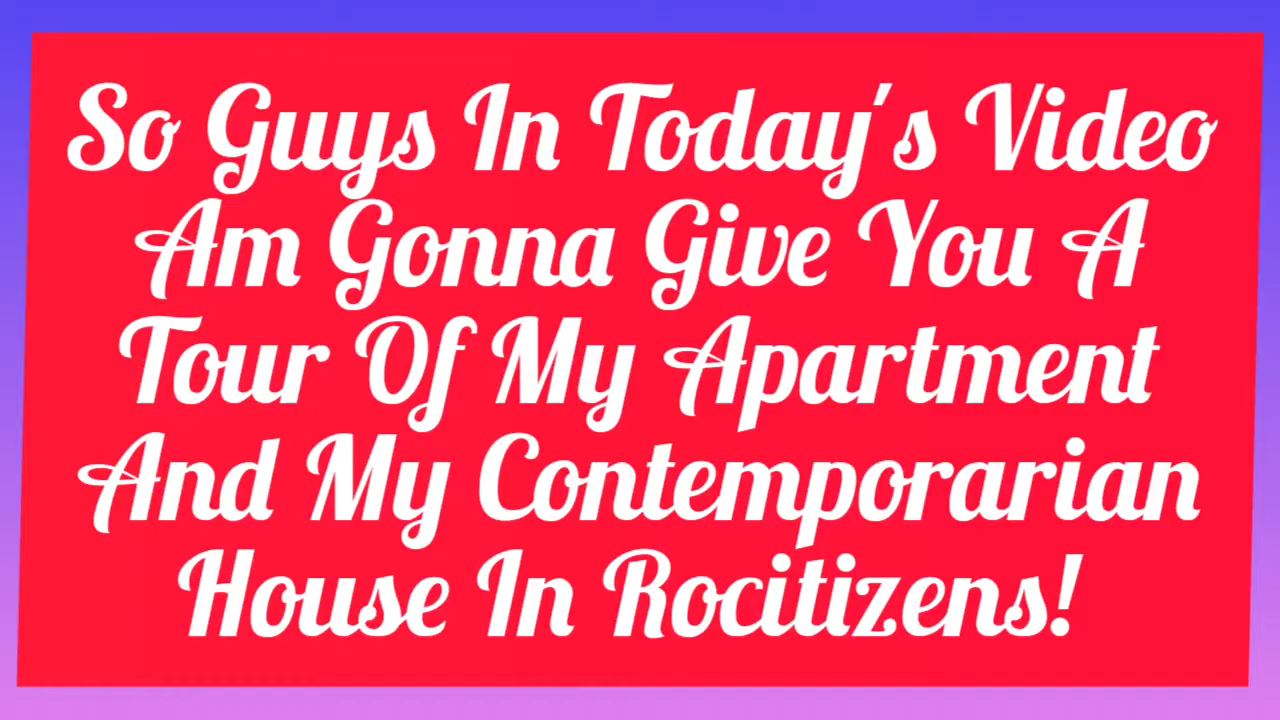 So Guys In Today's Video
Am Gonna Give You A
Tour Of My Apartment
And My Contemporarian
House In Rocitizens!